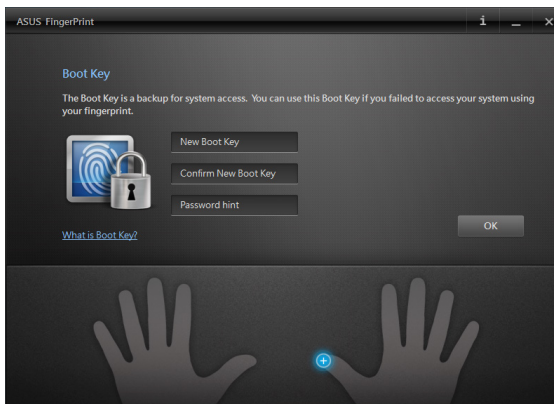 ASUS FingerPrint
Boot Key
The Boot Key is a backup for system access. You can use this Boot Key if you failed to access your system using
your fingerprint.
New Boot Key
Confirm New Boot Key
Password hint
OK
What is Boot Key?